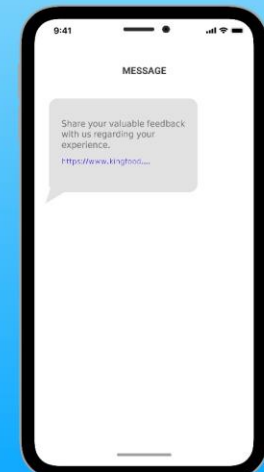 9:41
MESSAGE
Share your valuable feedback
with us regarding your
experience.
https://www.kingfood....